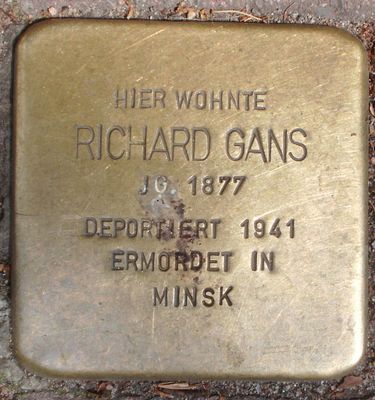 HIER WOHNTE
RICHARD GANS
JG. 1877
DEPORTIERT 1941
ERMORDET IN
MINSK